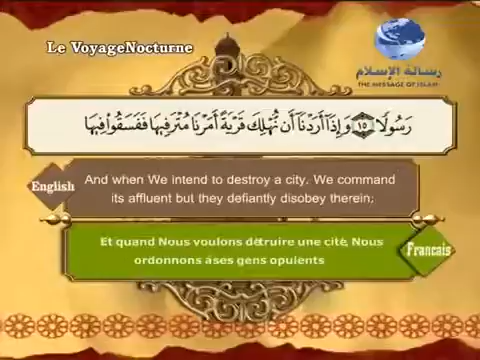 Le VoyageNocturne
رسالة الإسلام
THE MESSAGE OF ISLAM
رَسُولًا ١٥ وَإِذَآ أَرَدْنَآ أَن نُّهْلِكَ قَرْيَةً أَمَرْنَا مُتْرَفِيهَا فَفَسَقُوا۟ فِيهَا
English
And when We intend to destroy a city. We command
its affluent but they defiantly disobey therein;
Et quand Nous voulons détruire une cité, Nous
ordonnons àses gens opulents
Francais